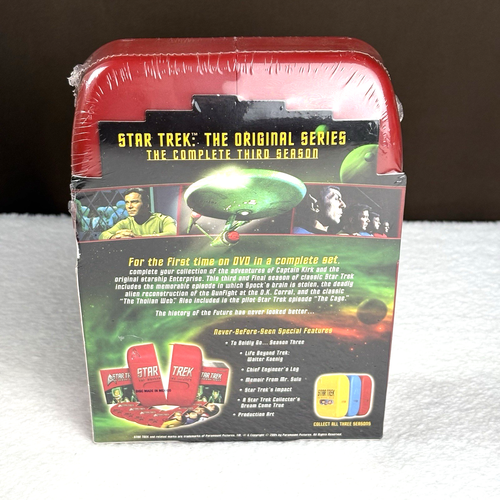 STAR TREK™: THE ORIGINAL SERIES
THE COMPLETE THIRD SEASON
For the first time on DVD in a complete set,
complete your collection of the adventures of Captain Kirk and the
original starship Enterprise. This third and final season of classic Star Trek
includes the memorable episode in which Spock's brain is stolen, the deadly
alien reconstruction of the Gunfight at the O.K. Corral, and the classic
"The Tholian Web." Also included is the pilot Star Trek episode "The Cage."
The history of the future has never looked better...
Never-Before-Seen Special Features
• To Boldly Go... Season Three
• Life Beyond Trek:
Walter Koenig
• Chief Engineer's Log
• Memoir From Mr. Sulu
• Star Trek's Impact
• A Star Trek Collector's
Dream Come True
• Production Art
STAR TREK
STAR TREK
COLLECT ALL THREE SEASONS